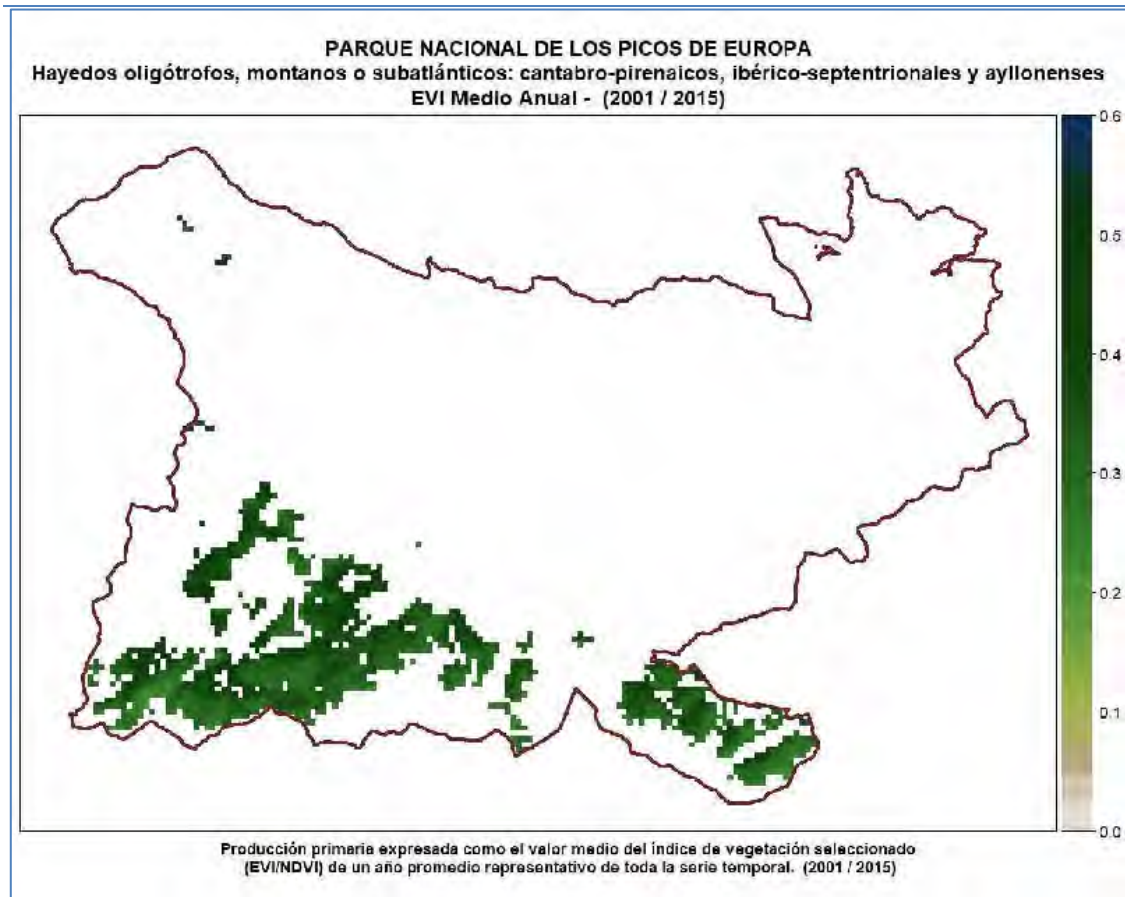 PARQUE NACIONAL DE LOS PICOS DE EUROPA
Hayedos oligótrofos, montanos o subatlánticos: cantabro-pirenaicos, ibérico-septentrionales y ayllonenses
EVI Medio Anual - (2001 / 2015)
0.6
0.5
0.4
0.3
0.2
0.1
0.0
Producción primaria expresada como el valor medio del índice de vegetación seleccionado
(EVI/NDVI) de un año promedio representativo de toda la serie temporal. (2001 / 2015)